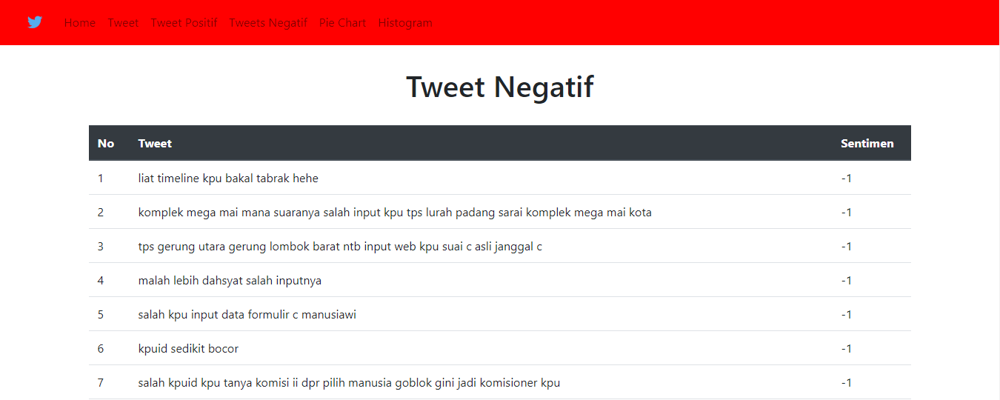 Home Tweet Tweet Positif Tweets Negatif Pie Chart Histogram
Tweet Negatif
No Tweet Sentimen
1 liat timeline kpu bakal tabrak hehe -1
2 komplek mega mai mana suaranya salah input kpu tps lurah padang sarai komplek mega mai kota -1
3 tps gerung utara gerung lombok barat ntb input web kpu suai c asli janggal c -1
4 malah lebih dahsyat salah inputnya -1
5 salah kpu input data formulir c manusiawi -1
6 kpuid sedikit bocor -1
7 salah kpuid kpu tanya komisi ii dpr pilih manusia goblok gini jadi komisioner kpu -1